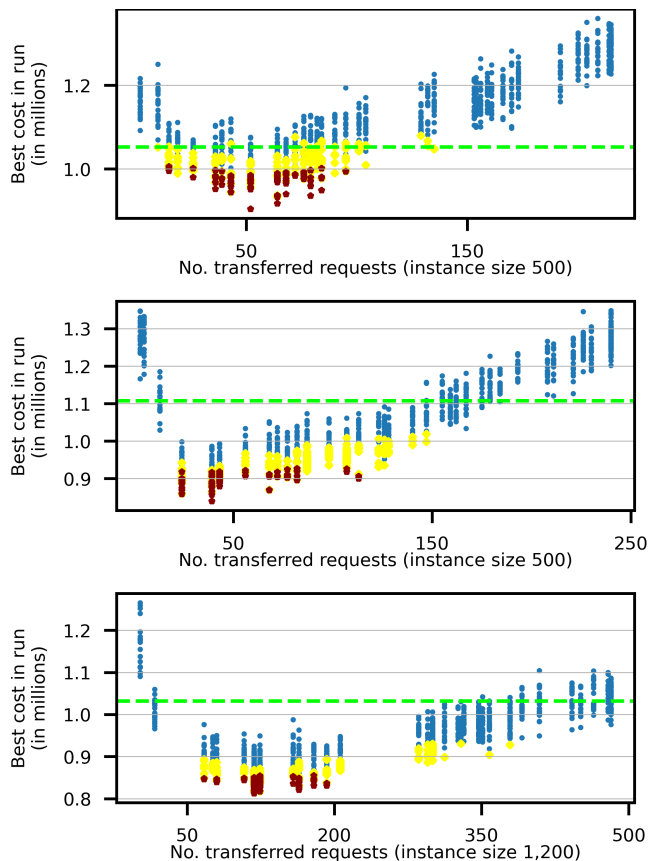 Best cost in run
(in millions)
1.2
1.0
50
150
No. transferred requests (instance size 500)
Best cost in run
(in millions)
1.3
1.2
1.1
1.0
0.9
50
150
250
No. transferred requests (instance size 500)
Best cost in run
(in millions)
1.2
1.1
1.0
0.9
0.8
50
200
350
500
No. transferred requests (instance size 1,200)